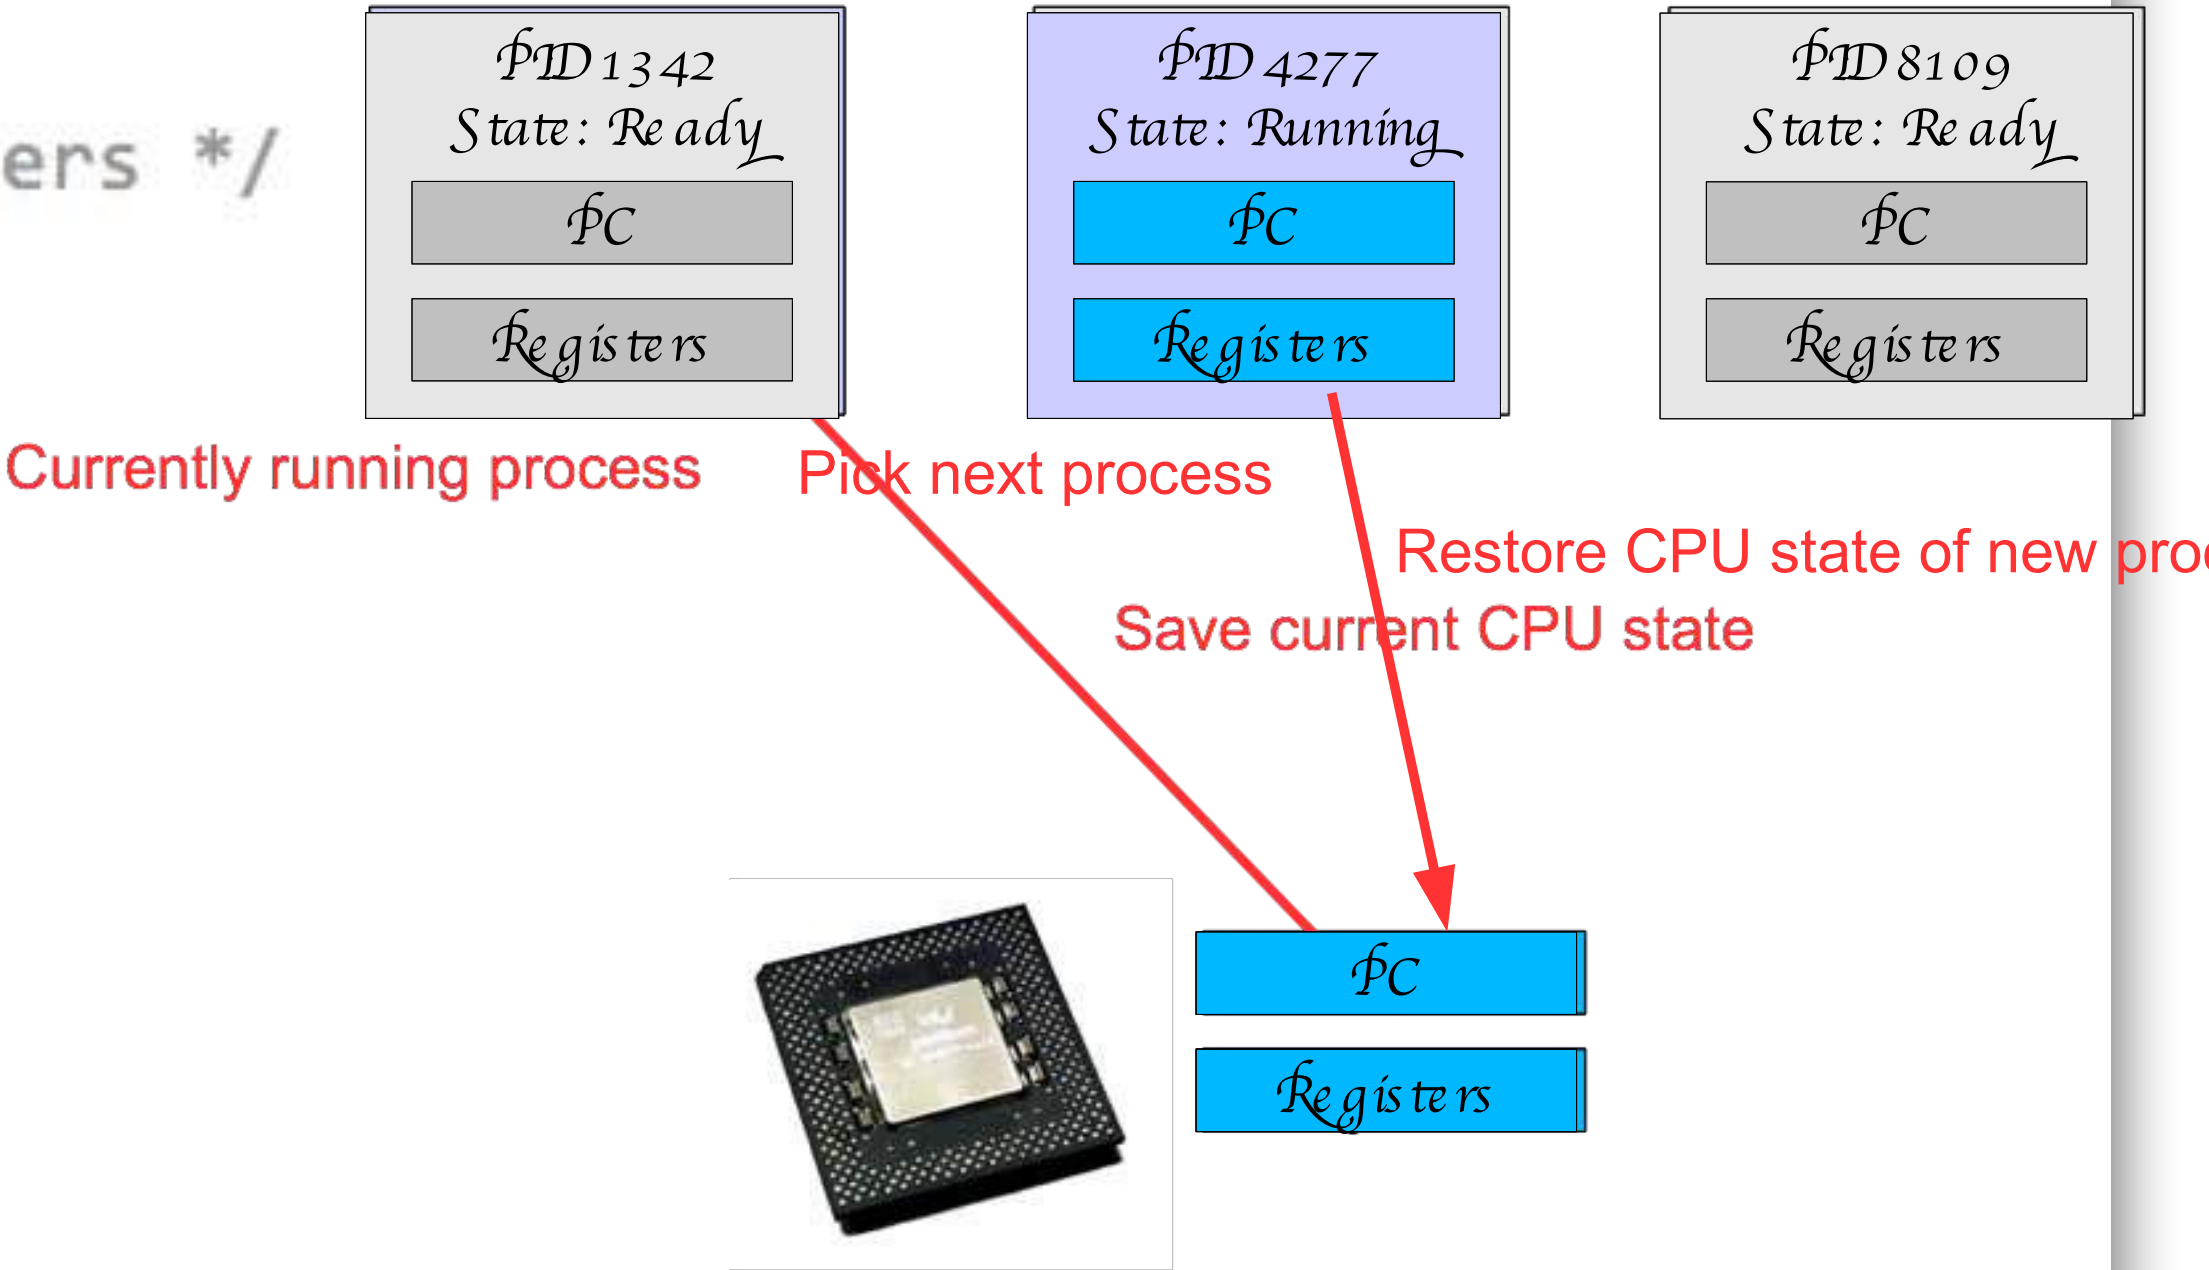 PID 1342
State: Ready
PC
Registers
PID 4277
State: Running
PC
Registers
PID 8109
State: Ready
PC
Registers
ers */
Currently running process
Pick next process
Restore CPU state of new
Save current CPU state
PC
Registers